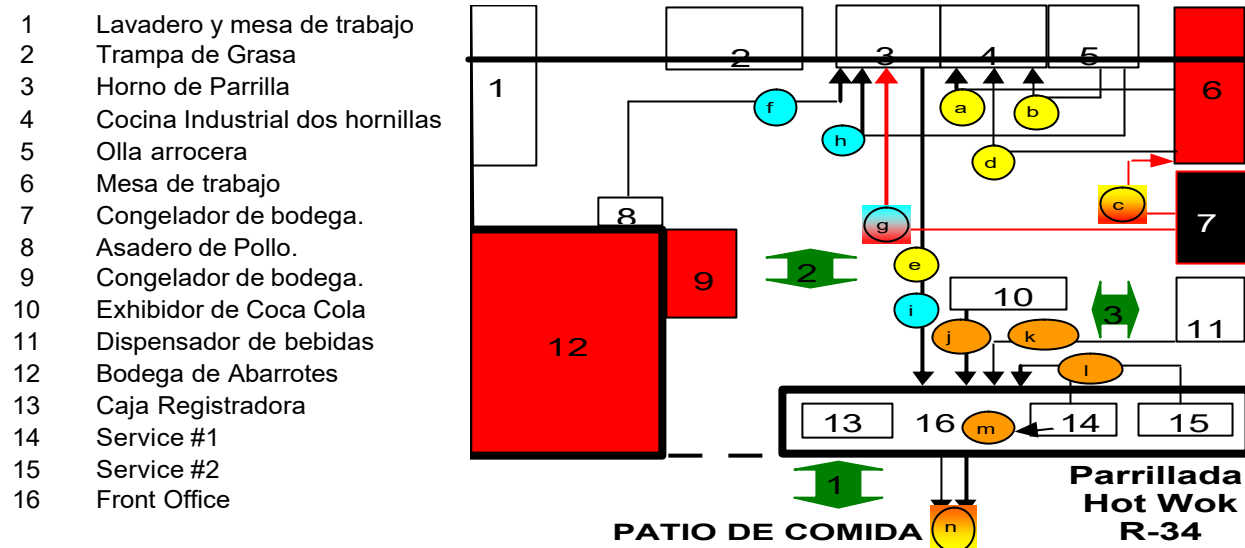 1 Lavadero y mesa de trabajo
2 Trampa de Grasa
3 Horno de Parrilla
4 Cocina Industrial dos hornillas
5 Olla arrocera
6 Mesa de trabajo
7 Congelador de bodega.
8 Asadero de Pollo.
9 Congelador de bodega.
10 Exhibidor de Coca Cola
11 Dispensador de bebidas
12 Bodega de Abarrotes
13 Caja Registradora
14 Service #1
15 Service #2
16 Front Office
1
2
3
4
5
6
f
a
b
h
d
c
7
8
g
e
2
9
10
3
i
11
12
j
k
l
13
16
m
14
15
1
Parrillada
Hot Wok
R-34
PATIO DE COMIDA
n